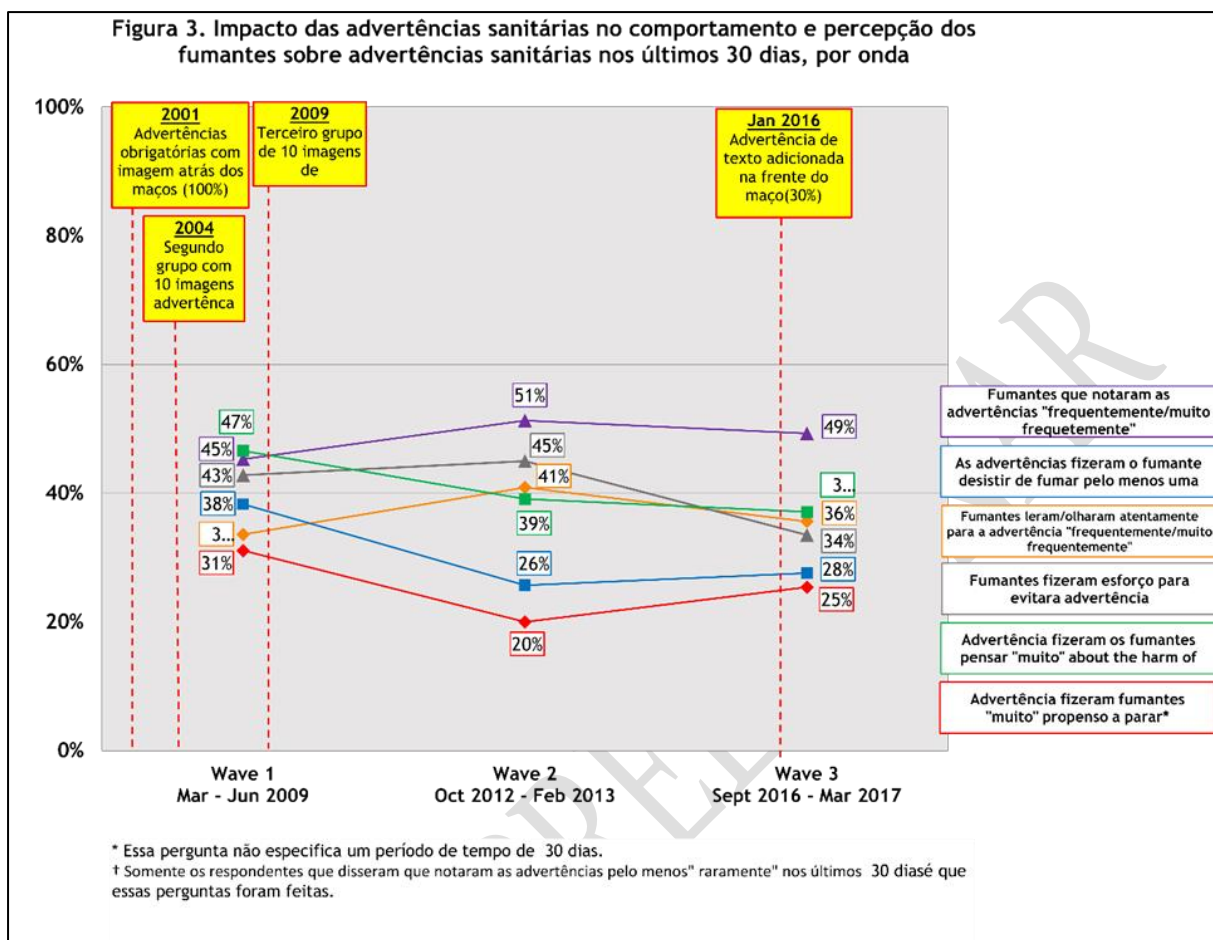 Figura 3. Impacto das advertências sanitárias no comportamento e percepção dos
fumantes sobre advertências sanitárias nos últimos 30 dias, por onda
100%
80%
60%
40%
20%
0%
2001
Advertências
obrigatórias com
imagem atrás dos
maços (100%)
2004
Segundo
grupo com
10 imagens
advertênca
2009
Terceiro grupo
de 10 imagens
de
Jan 2016
Advertência de
texto adicionada
na frente do
maço(30%)
47%
45%
43%
38%
3...
31%
51%
45%
41%
39%
26%
20%
49%
3...
36%
34%
28%
25%
Fumantes que notaram as
advertências "frequentemente/muito
frequetemente"
As advertências fizeram o fumante
desistir de fumar pelo menos uma
Fumantes leram/olharam atentamente
para a advertência "frequentemente/muito
frequentemente"
Fumantes fizeram esforço para
evitara advertência
Advertência fizeram os fumantes
pensar "muito" about the harm of
Advertência fizeram fumantes
"muito" propenso a parar*
Wave 1
Mar - Jun 2009
Wave 2
Oct 2012 - Feb 2013
Wave 3
Sept 2016 - Mar 2017
* Essa pergunta não especifica um período de tempo de 30 dias.
† Somente os respondentes que disseram que notaram as advertências pelo menos" raramente" nos últimos 30 diasé que
essas perguntas foram feitas.